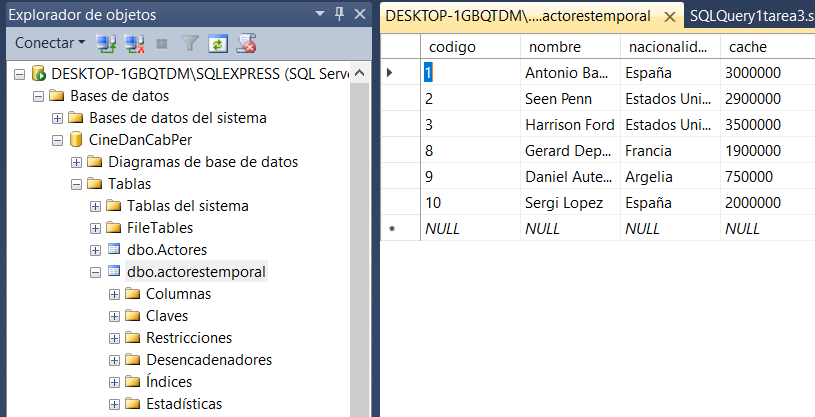 Explorador de objetos
Conectar
DESKTOP-1GBQTDM\SQLEXPRESS (SQL Serve
Bases de datos
Bases de datos del sistema
CineDanCabPer
Diagramas de base de datos
Tablas
Tablas del sistema
FileTables
dbo.Actores
dbo.actorestemporal
Columnas
Claves
Restricciones
Desencadenadores
Índices
Estadísticas
DESKTOP-1GBQTDM\....actorestemporal SQLQuery1tarea3.s
codigo nombre nacionalid... cache
1 Antonio Ba... España 3000000
2 Seen Penn Estados Uni... 2900000
3 Harrison Ford Estados Uni... 3500000
8 Gerard Dep... Francia 1900000
9 Daniel Aute... Argelia 750000
10 Sergi Lopez España 2000000
NULL NULL NULL NULL